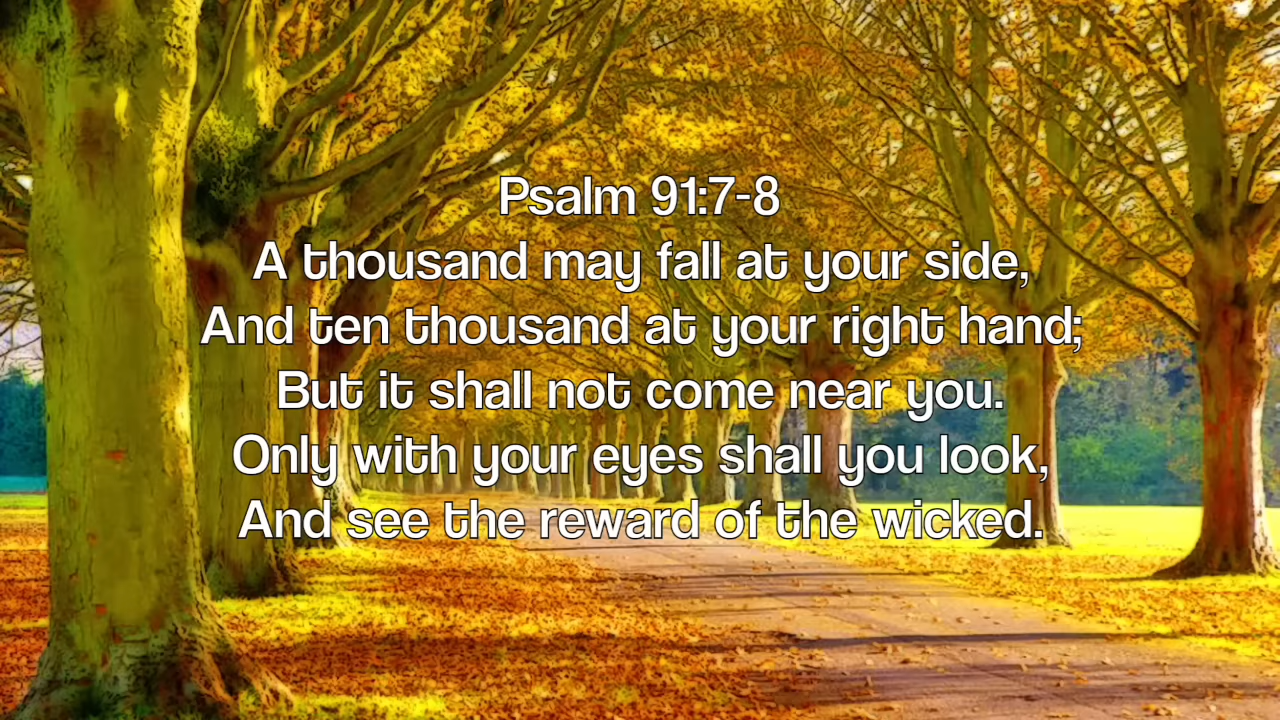 Psalm 91:7-8
A thousand may fall at your side,
And ten thousand at your right hand;
But it shall not come near you.
Only with your eyes shall you look,
And see the reward of the wicked.